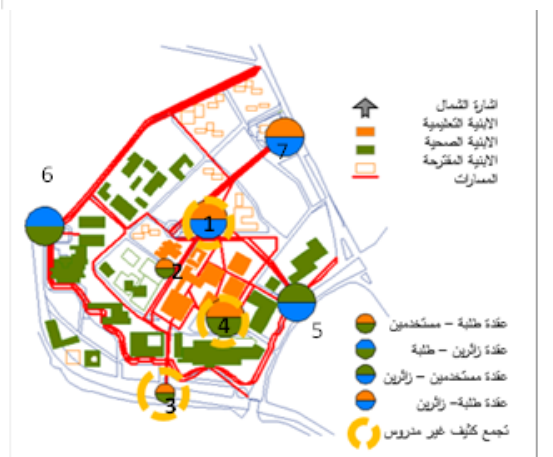 اشارة الشمال
الابنية التعليمية
الابنية الصحية
الابنية المقترحة
المسارات
6
7
1
2
4
5
3
عقدة طلبة – مستخدمين
عقدة زائرين – طلبة
عقدة مستخدمين – زائرين
عقدة طلبة– زائرين
تجمع كثيف غير مدروس